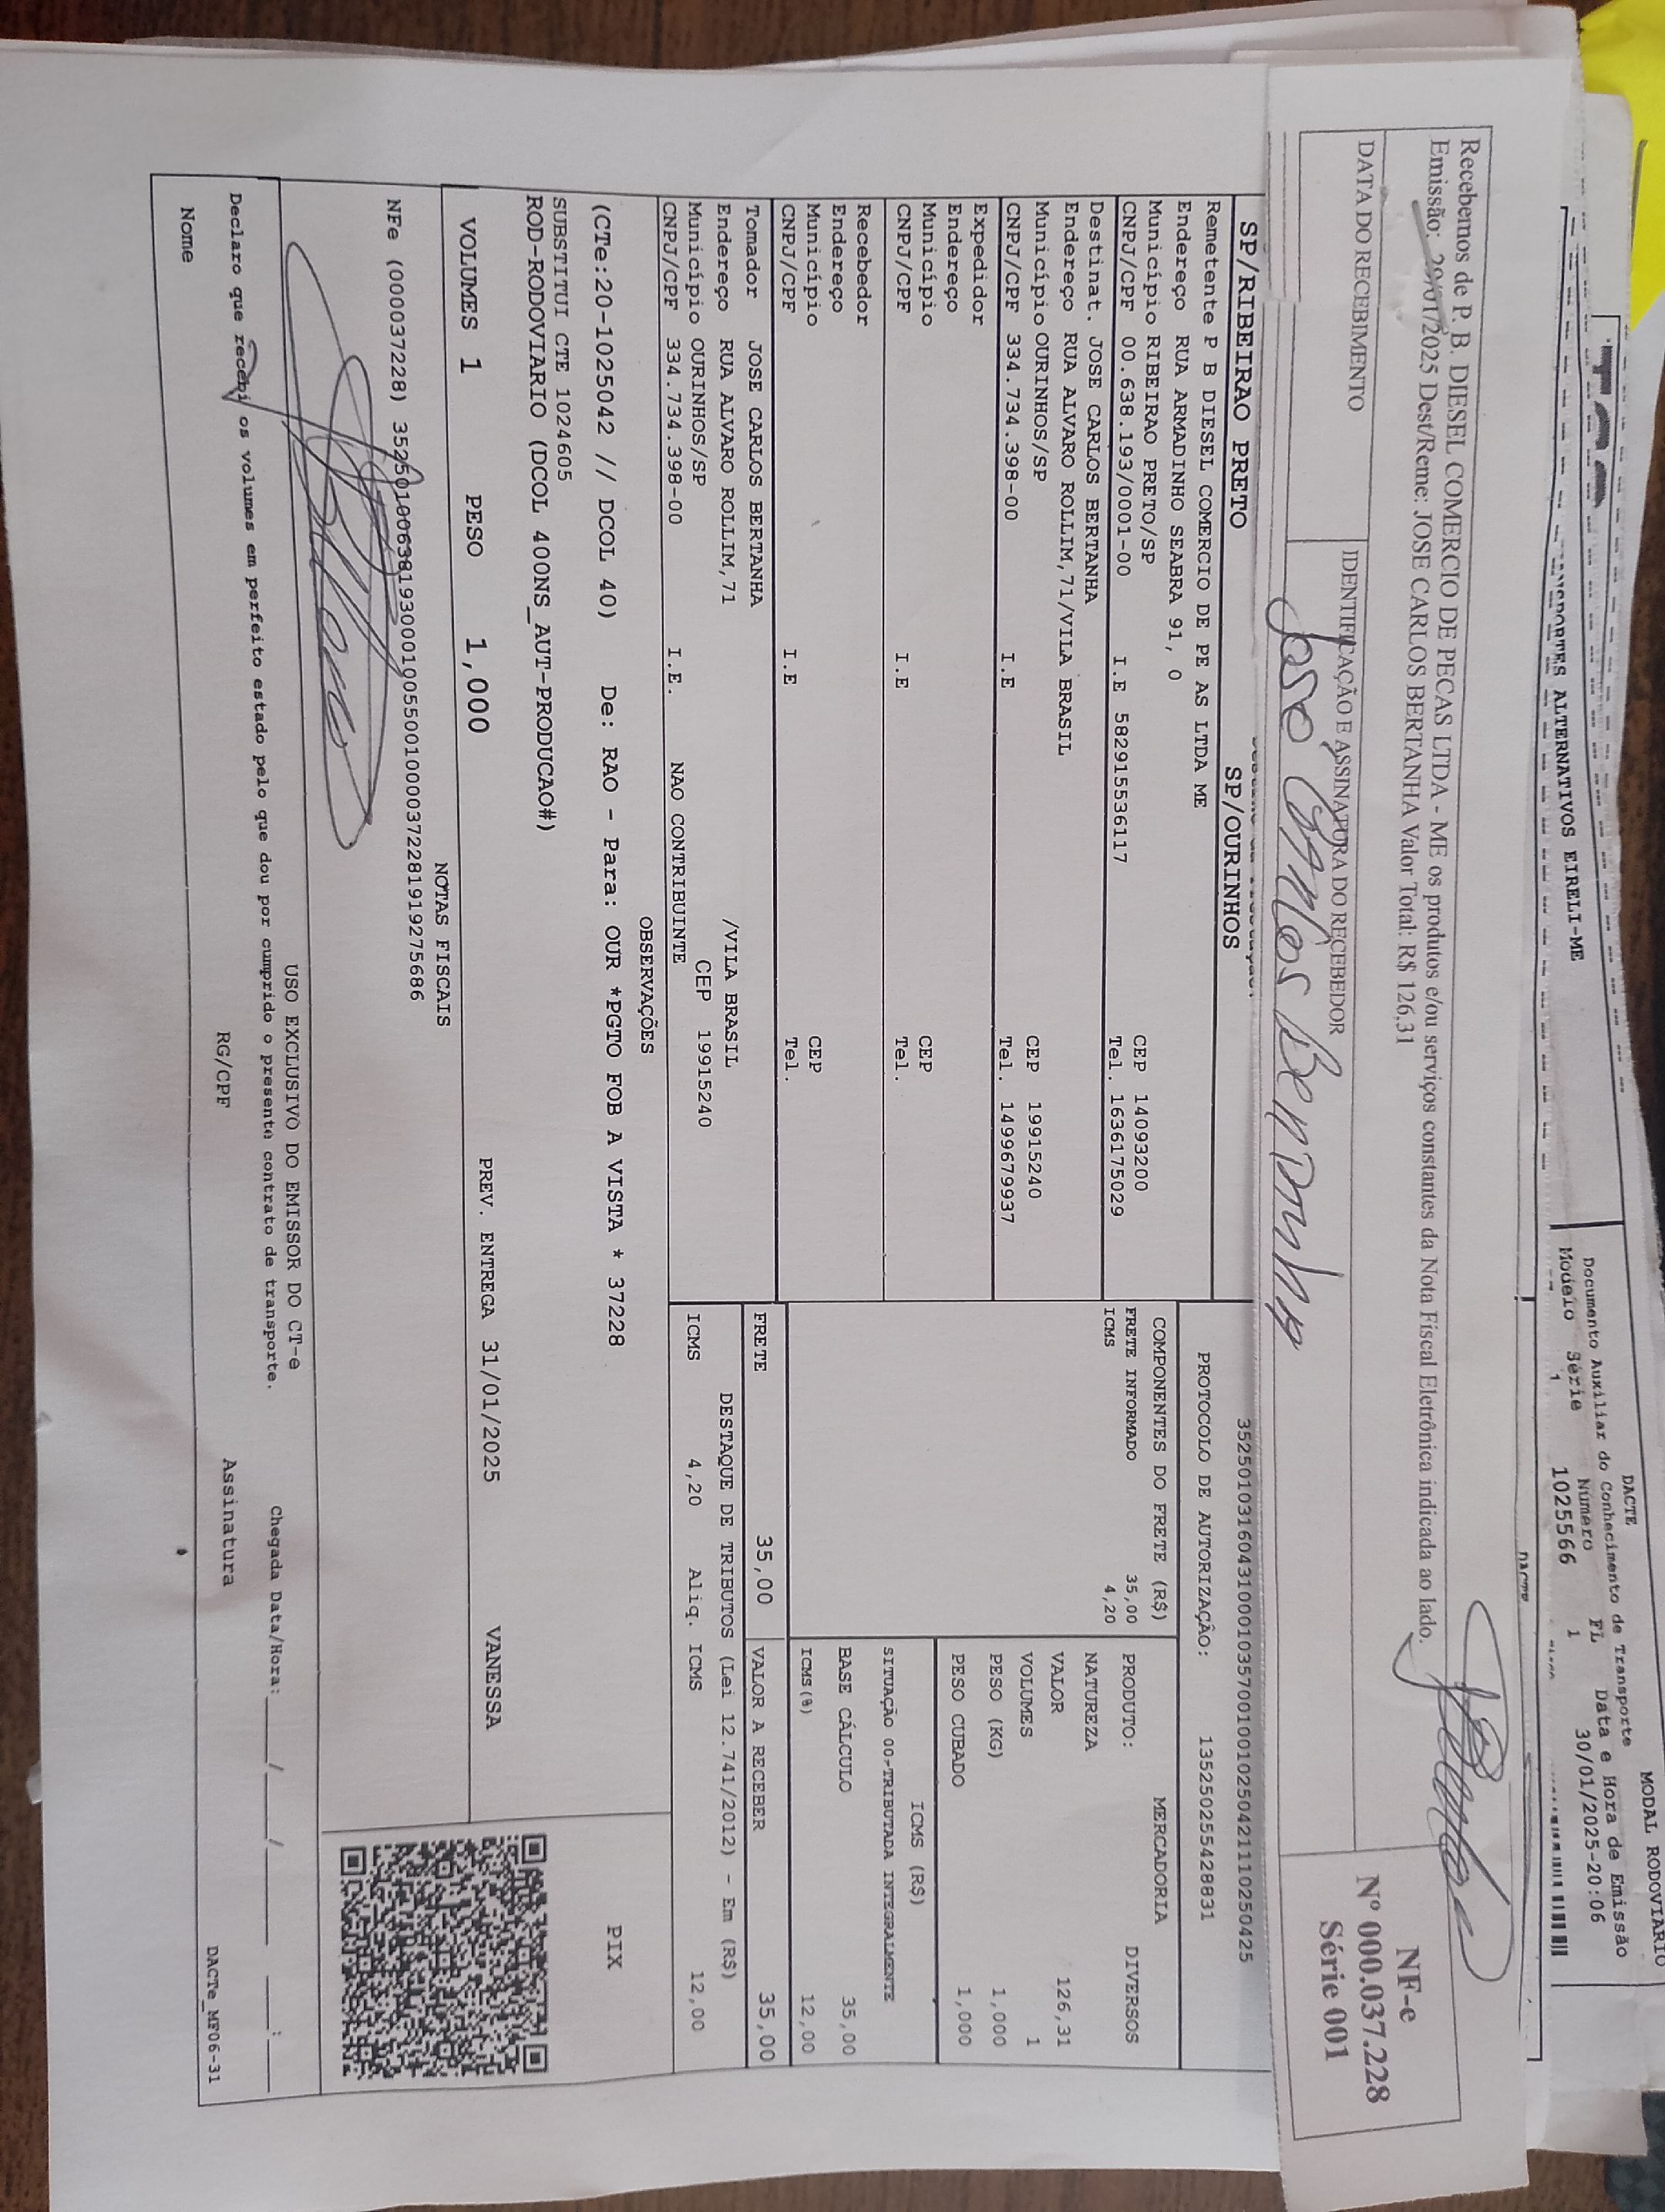 MODAL RODOVIARIO
DACTE
Documento Auxiliar do Conhecimento de Transporte
Modelo Série Número FL Data e Hora de Emissão
1 1025566 1 30/01/2025-20:06
TRANSPORTES ALTERNATIVOS EIRELI-ME
DACTE
Recebemos de P. B. DIESEL COMERCIO DE PECAS LTDA - ME os produtos e/ou serviços constantes da Nota Fiscal Eletrônica indicada ao lado.
Emissão: /01/2025 Dest/Reme: JOSE CARLOS BERTANHA Valor Total: R$ 126,31
DATA DO RECEBIMENTO
IDENTIFICAÇÃO E ASSINATURA DO RECEBEDOR
Jose Carlos Bertanha
NF-e
Nº 000.037.228
Série 001
SP/RIBEIRAO PRETO SP/OURINHOS
35250103160431000103570010010250421110250425
PROTOCOLO DE AUTORIZAÇÃO: 135250255428831
Remetente P B DIESEL COMERCIO DE PE AS LTDA ME
Endereço RUA ARMADINHO SEABRA 91, 0
Município RIBEIRAO PRETO/SP CEP 14093200
CNPJ/CPF 00.638.193/0001-00 I.E 582915536117 Tel. 1636175029
Destinat. JOSE CARLOS BERTANHA
Endereço RUA ALVARO ROLLIM,71/VILA BRASIL
Município OURINHOS/SP CEP 19915240
CNPJ/CPF 334.734.398-00 I.E Tel. 14996799​37
Expedidor
Endereço
Município CEP
CNPJ/CPF I.E Tel.
Recebedor
Endereço
Município CEP
CNPJ/CPF I.E Tel.
Tomador JOSE CARLOS BERTANHA
Endereço RUA ALVARO ROLLIM,71 /VILA BRASIL
Município OURINHOS/SP CEP 19915240
CNPJ/CPF 334.734.398-00 I.E. NAO CONTRIBUINTE
COMPONENTES DO FRETE (R$)
FRETE INFORMADO 35,00
ICMS 4,20
MERCADORIA
PRODUTO: DIVERSOS
NATUREZA
VALOR 126,31
VOLUMES 1
PESO (KG) 1,000
PESO CUBADO 1,000
ICMS (R$)
SITUAÇÃO 00-TRIBUTADA INTEGRALMENTE
BASE CÁLCULO 35,00
ICMS(%) 12,00
FRETE 35,00 VALOR A RECEBER 35,00
DESTAQUE DE TRIBUTOS (Lei 12.741/2012) - Em (R$)
ICMS 4,20 Aliq. ICMS 12,00
OBSERVAÇÕES
(CTe:20-1025042 // DCOL 40) De: RAO - Para: OUR *PGTO FOB A VISTA * 37228
SUBSTITUI CTE 1024605
ROD-RODOVIARIO (DCOL 400NS_AUT-PRODUCAO#)
PIX
VOLUMES 1 PESO 1,000 PREV. ENTREGA 31/01/2025 VANESSA
NOTAS FISCAIS
NFe (000037228) 35250100638193000100550010000372281919275686
USO EXCLUSIVO DO EMISSOR DO CT-e
Declaro que recebi os volumes em perfeito estado pelo que dou por cumprido o presente contrato de transporte. Chegada Data/Hora: ____/____/____ ____:____
Nome RG/CPF Assinatura
DACTe_MF06-31